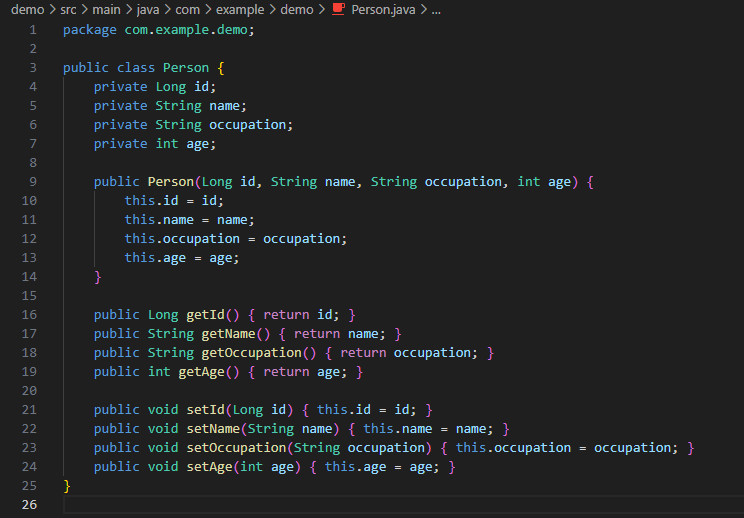 demo > src > main > java > com > example > demo > Person.java > ...
1 package com.example.demo;
2
3 public class Person {
4     private Long id;
5     private String name;
6     private String occupation;
7     private int age;
8
9     public Person(Long id, String name, String occupation, int age) {
10         this.id = id;
11         this.name = name;
12         this.occupation = occupation;
13         this.age = age;
14     }
15
16     public Long getId() { return id; }
17     public String getName() { return name; }
18     public String getOccupation() { return occupation; }
19     public int getAge() { return age; }
20
21     public void setId(Long id) { this.id = id; }
22     public void setName(String name) { this.name = name; }
23     public void setOccupation(String occupation) { this.occupation = occupation; }
24     public void setAge(int age) { this.age = age; }
25 }
26